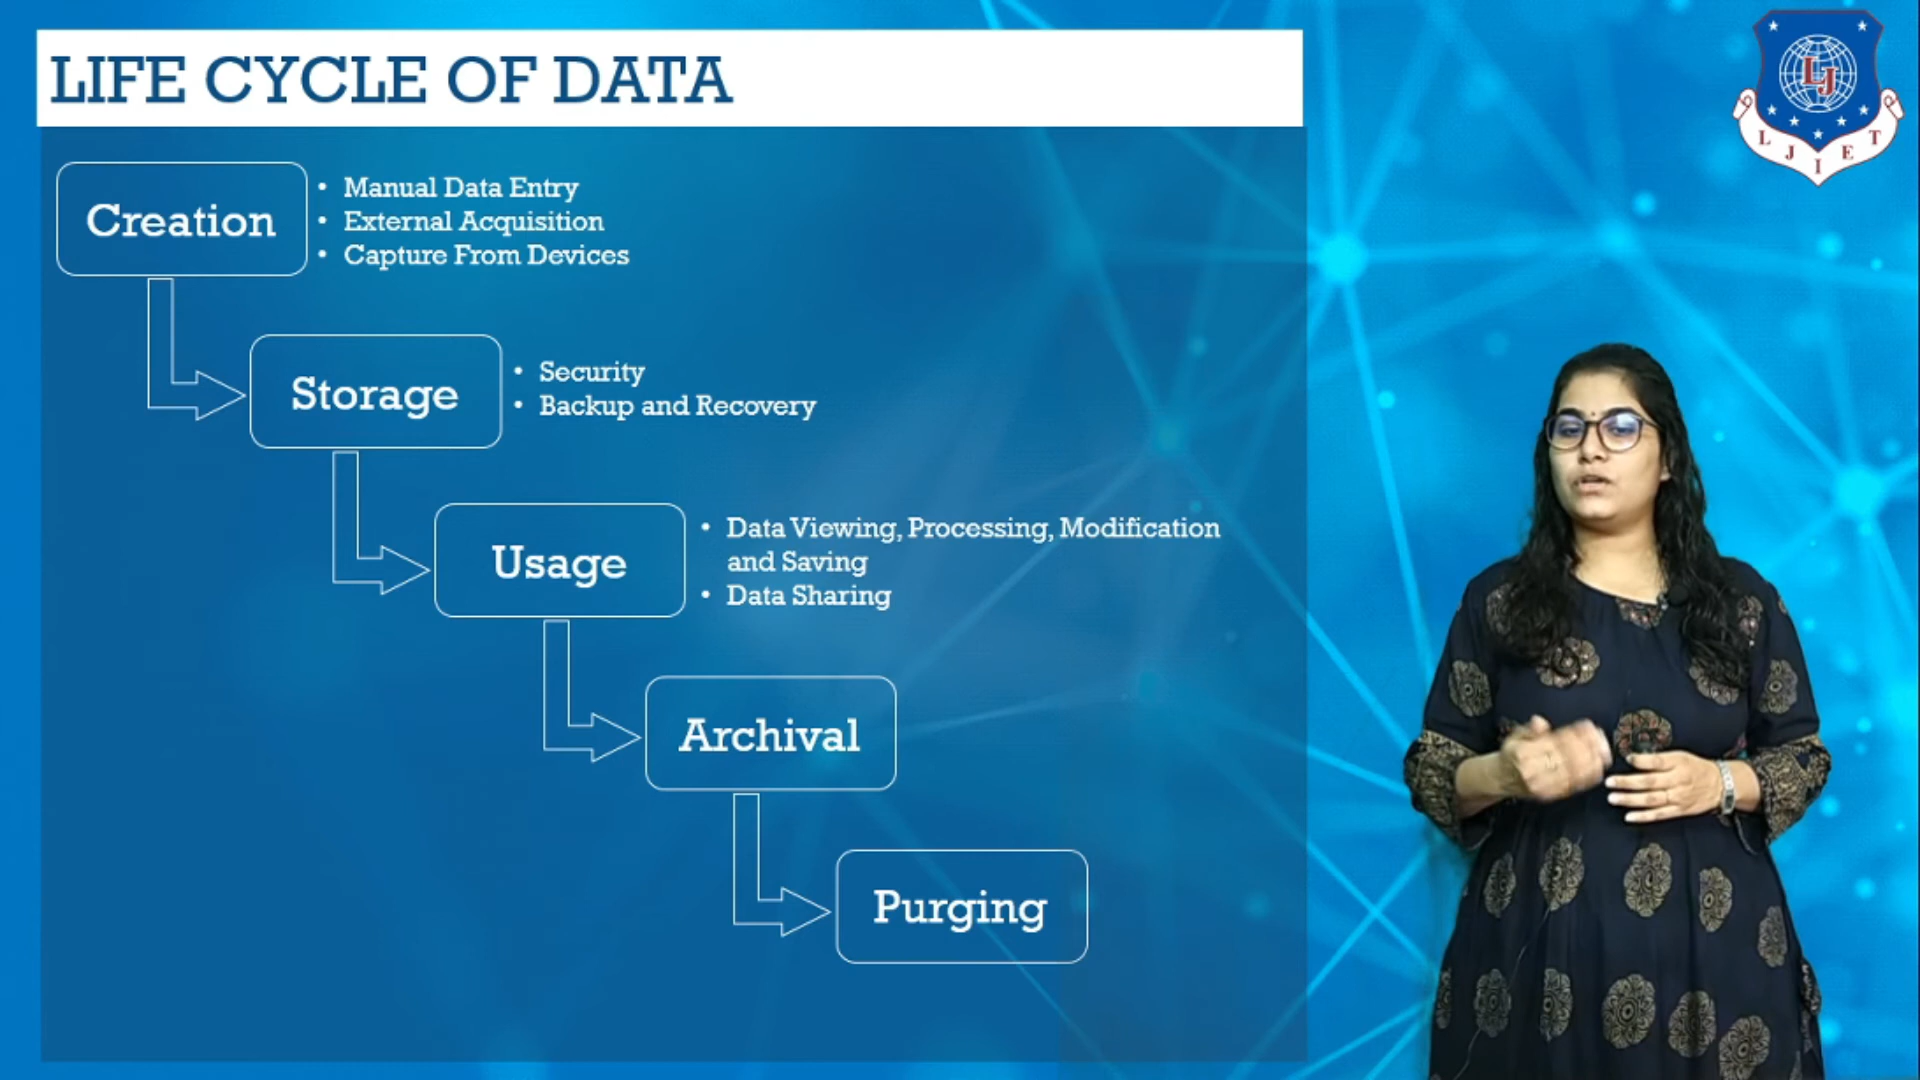 LIFE CYCLE OF DATA
Creation
• Manual Data Entry
• External Acquisition
• Capture From Devices
Storage
• Security
• Backup and Recovery
Usage
• Data Viewing, Processing, Modification
and Saving
• Data Sharing
Archival
Purging
LJ
L J I E T